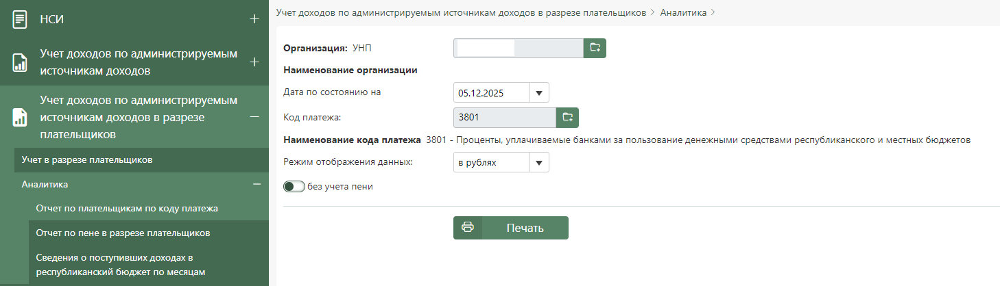 НСИ
Учет доходов по администрируемым
источникам доходов
Учет доходов по администрируемым
источникам доходов в разрезе
плательщиков
Учет в разрезе плательщиков
Аналитика
Отчет по плательщикам по коду платежа
Отчет по пене в разрезе плательщиков
Сведения о поступивших доходах в
республиканский бюджет по месяцам
Учет доходов по администрируемым источникам доходов в разрезе плательщиков > Аналитика >
Организация: УНП
Наименование организации
Дата по состоянию на 05.12.2025
Код платежа: 3801
Наименование кода платежа 3801 - Проценты, уплачиваемые банками за пользование денежными средствами республиканского и местных бюджетов
Режим отображения данных: в рублях
без учета пени
Печать